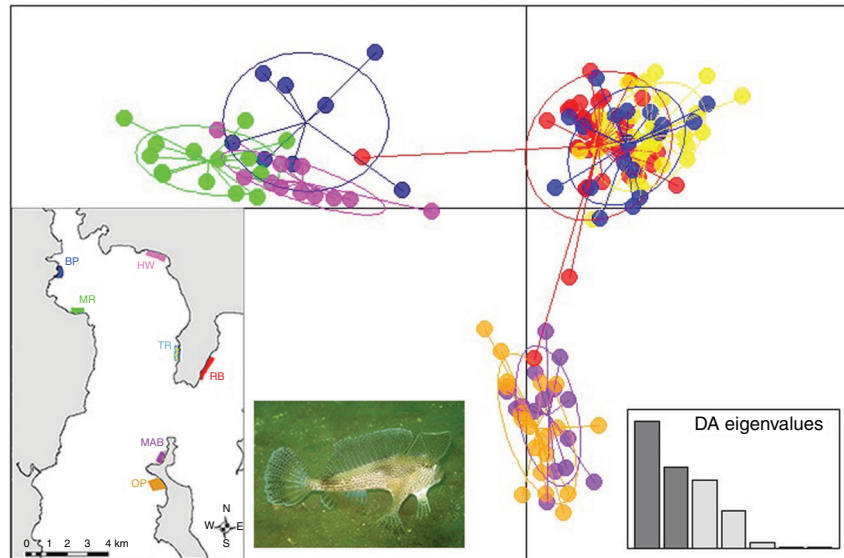 BP
HW
MR
TR
RB
MAB
OP
N
W E
S
0 1 2 3 4 km
DA eigenvalues